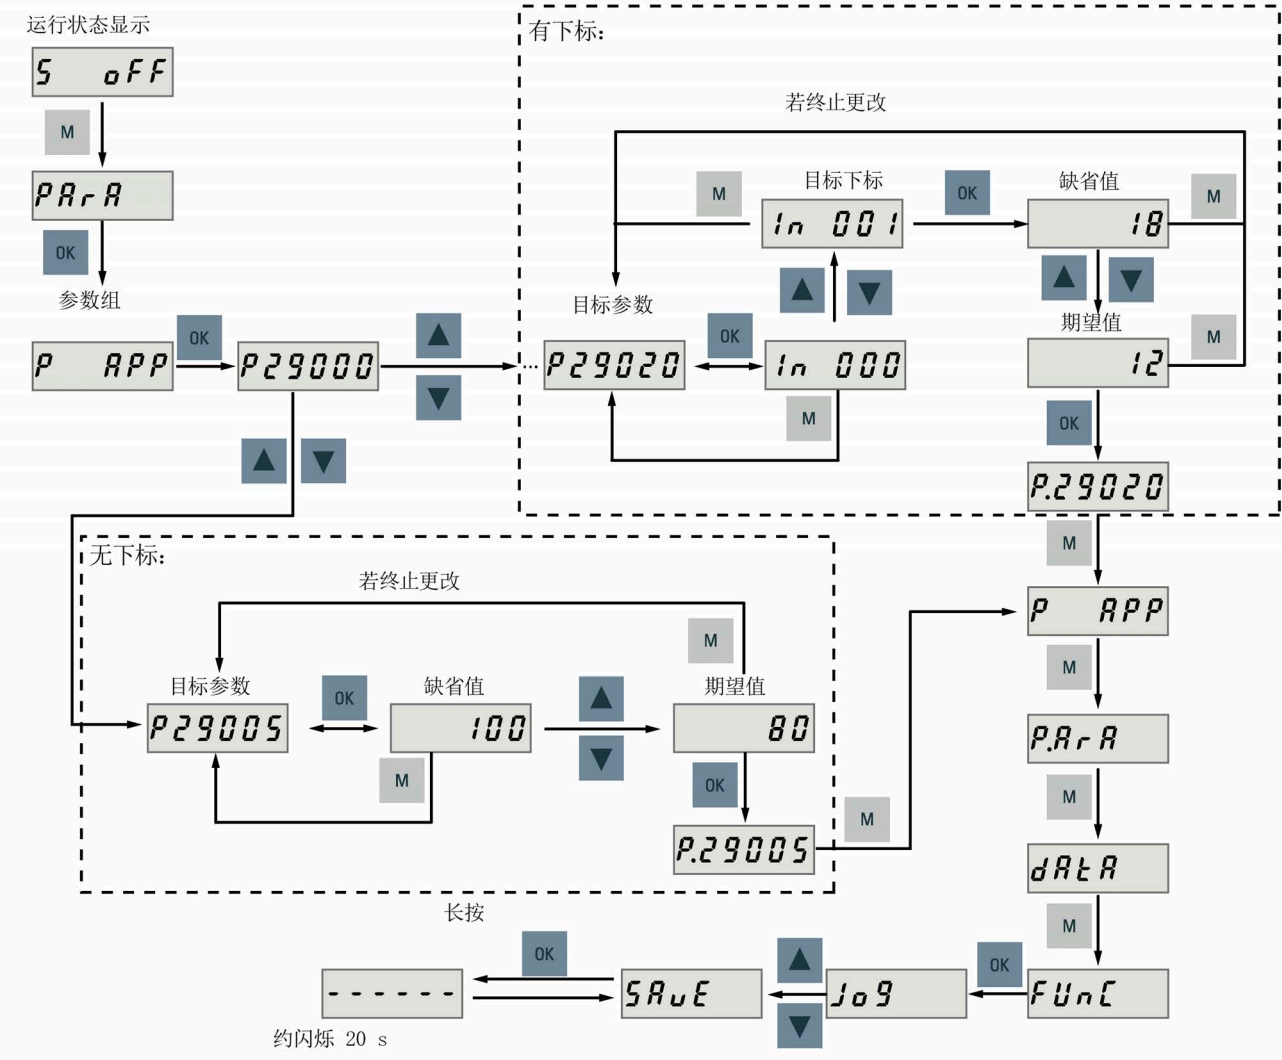 运行状态显示
S oFF
M
PArA
OK
参数组
P APP
OK
P29000
有下标:
若终止更改
M
目标下标
In 001
OK
缺省值
18
M
目标参数
P29020
OK
In 000
M
期望值
12
M
OK
P.29020
M
P APP
M
P.ArA
M
dAtA
M
FUnC
无下标:
若终止更改
M
目标参数
P29005
OK
缺省值
100
M
期望值
80
OK
P.29005
M
长按
OK
------
SAvE
Jog
OK
约闪烁 20 s